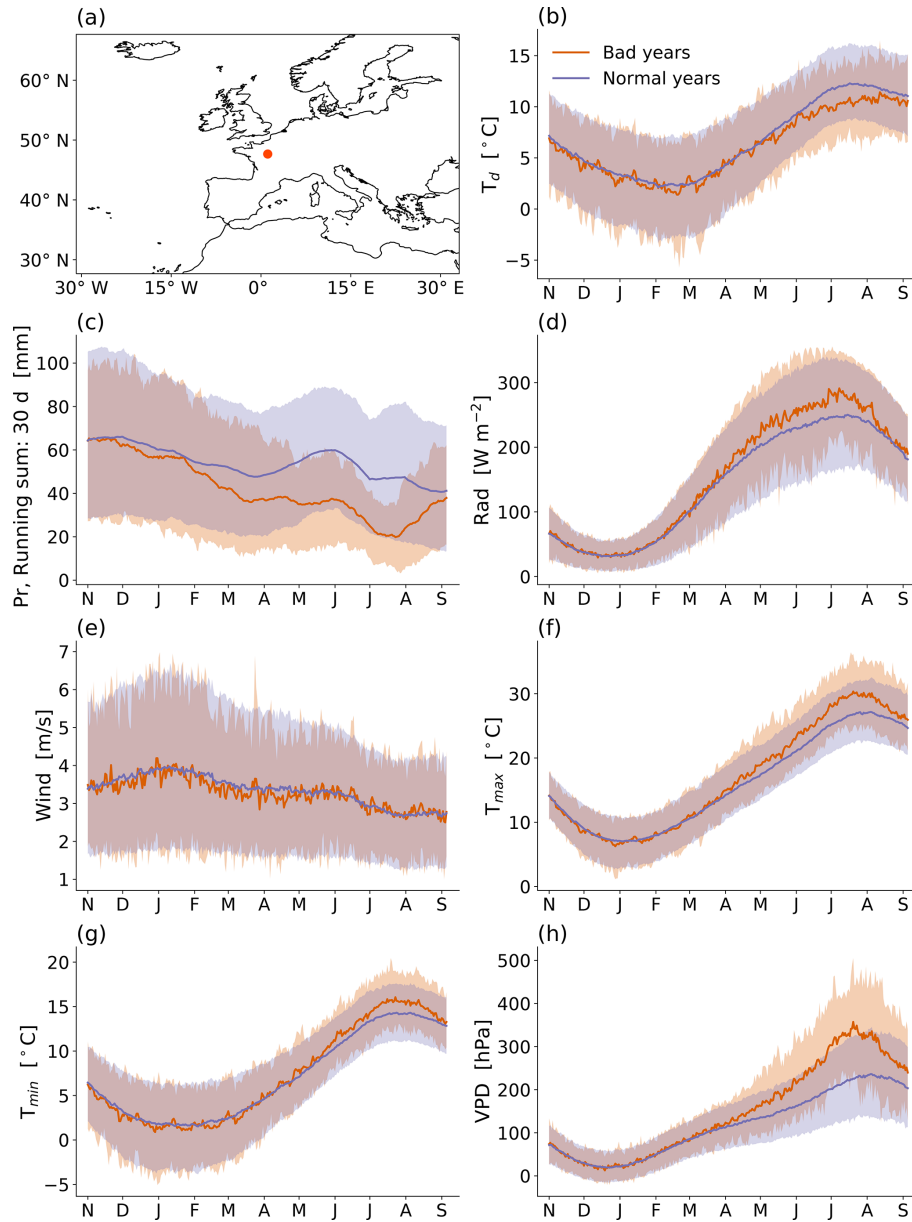 (a)
60° N
50° N
40° N
30° N
30° W 15° W 0° 15° E 30° E
(b)
Bad years
Normal years
T_d [°C]
15
10
5
0
−5
N D J F M A M J J A S
(c)
Pr, Running sum: 30 d [mm]
100
80
60
40
20
0
N D J F M A M J J A S
(d)
Rad [W m⁻²]
300
200
100
0
N D J F M A M J J A S
(e)
Wind [m/s]
7
6
5
4
3
2
1
N D J F M A M J J A S
(f)
T_max [°C]
30
20
10
0
N D J F M A M J J A S
(g)
T_min [°C]
20
15
10
5
0
−5
N D J F M A M J J A S
(h)
VPD [hPa]
500
400
300
200
100
0
N D J F M A M J J A S